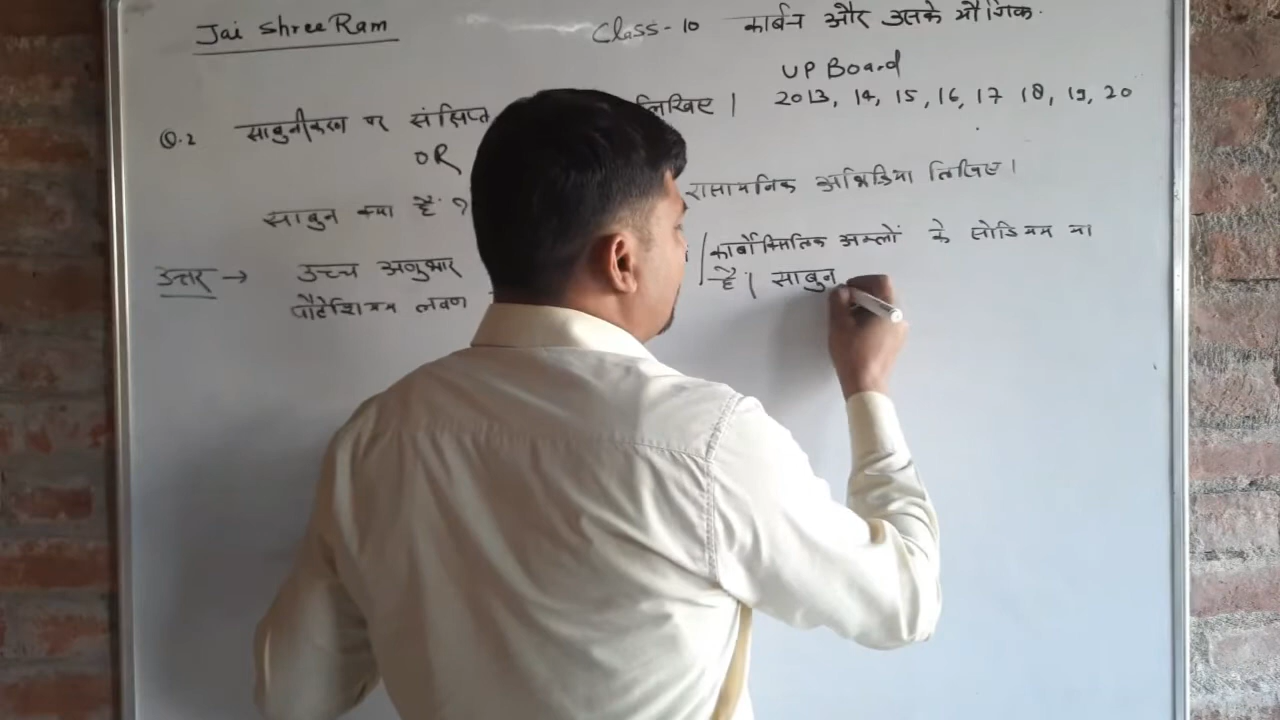 Jai Shree Ram
Class-10 कार्बन और उसके यौगिक.
UP Board
Q.2 साबुनीकरण पर संक्षिप्त लिखिए। 2013, 14, 15, 16, 17 18, 19, 20
OR
साबुन क्या है ? रासायनिक अभिक्रिया लिखिए।
उत्तर → उच्च अणुभार कार्बोक्सिलिक अम्लों के सोडियम या
पौटेशियम लवण है। साबुन